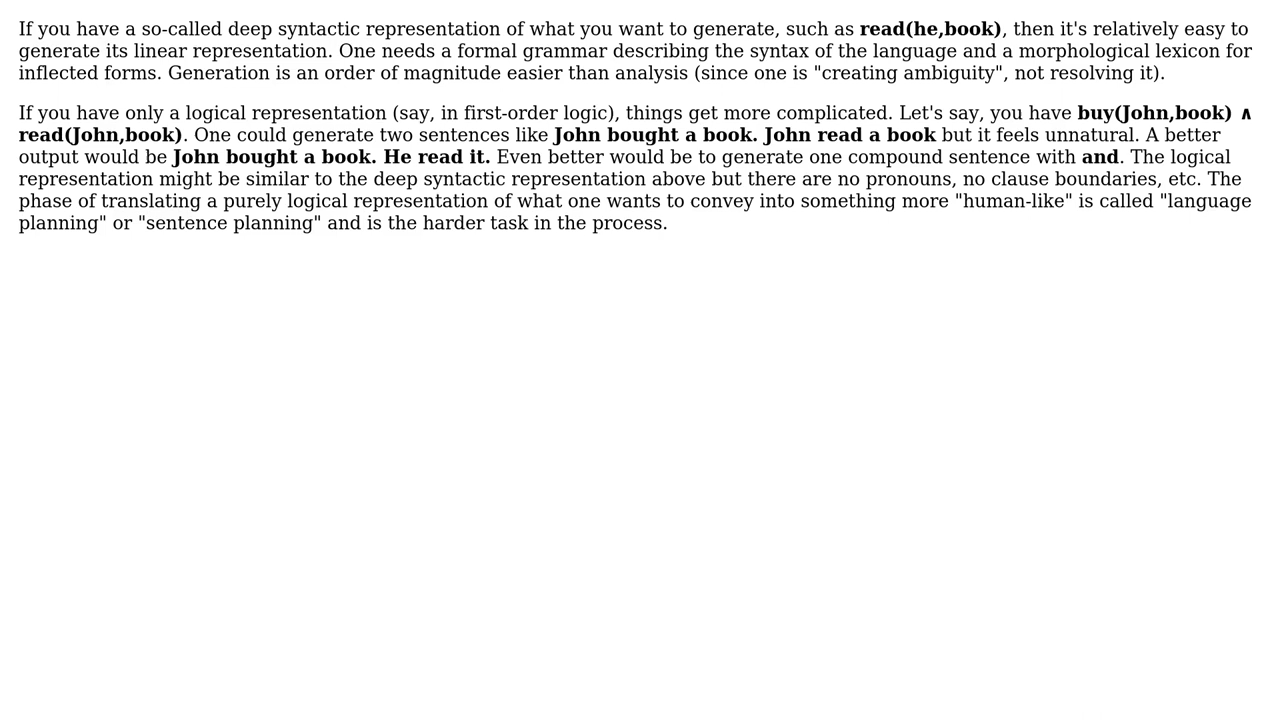 If you have a so-called deep syntactic representation of what you want to generate, such as read(he,book), then it's relatively easy to
generate its linear representation. One needs a formal grammar describing the syntax of the language and a morphological lexicon for
inflected forms. Generation is an order of magnitude easier than analysis (since one is "creating ambiguity", not resolving it).
If you have only a logical representation (say, in first-order logic), things get more complicated. Let's say, you have buy(John,book) ∧
read(John,book). One could generate two sentences like John bought a book. John read a book but it feels unnatural. A better
output would be John bought a book. He read it. Even better would be to generate one compound sentence with and. The logical
representation might be similar to the deep syntactic representation above but there are no pronouns, no clause boundaries, etc. The
phase of translating a purely logical representation of what one wants to convey into something more "human-like" is called "language
planning" or "sentence planning" and is the harder task in the process.